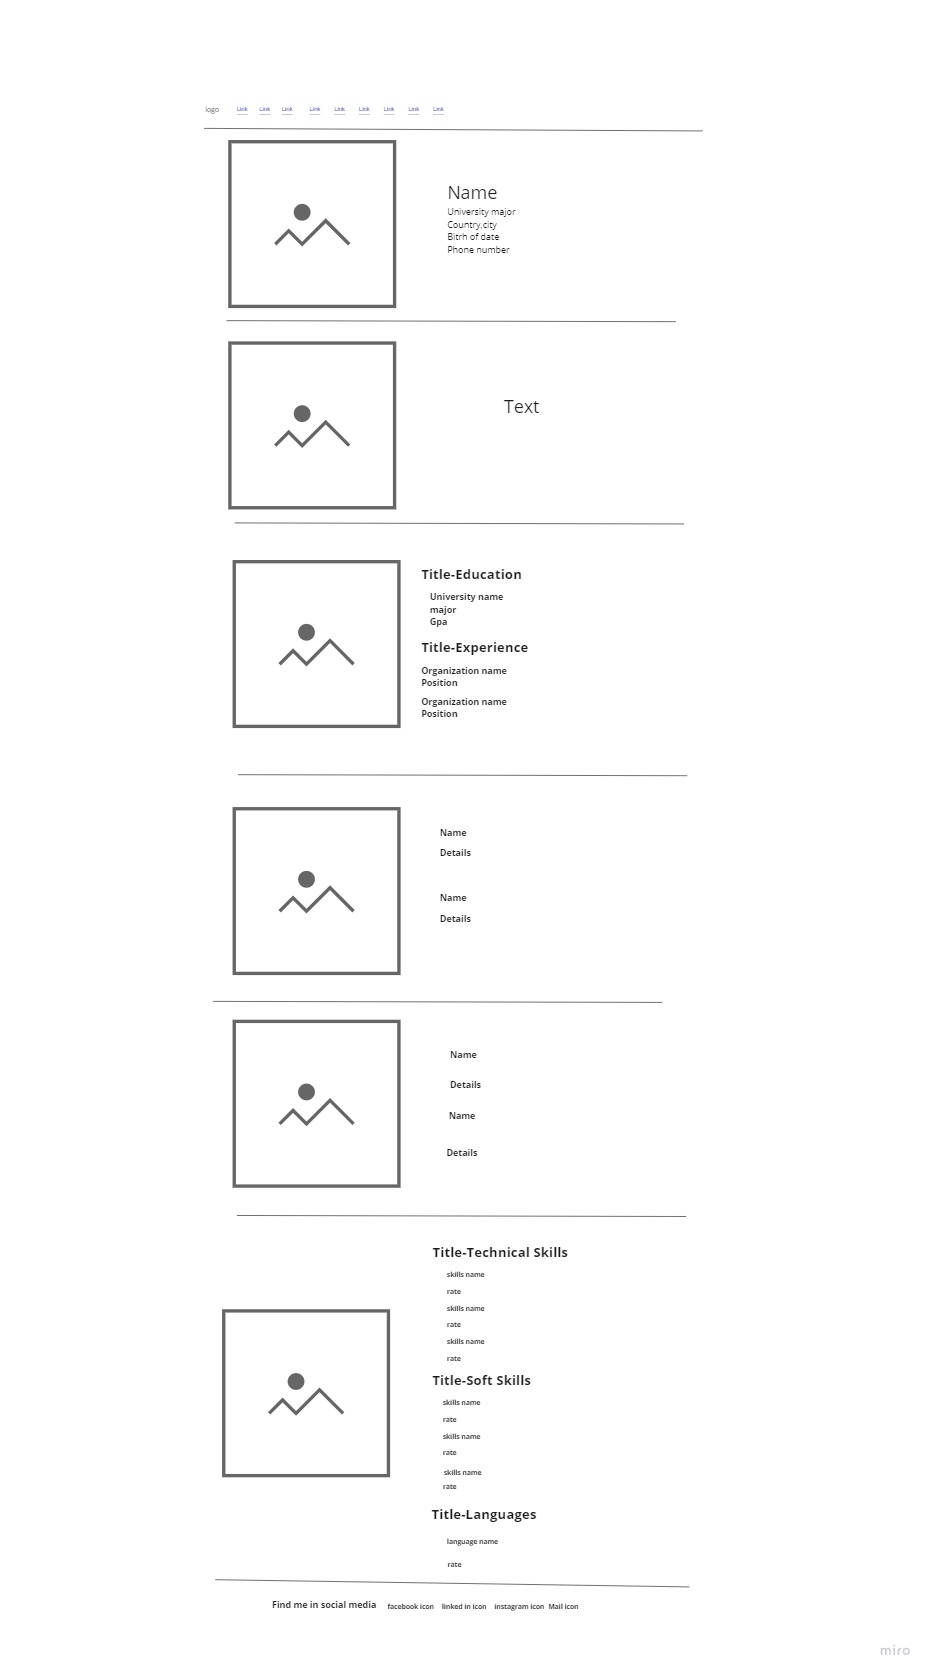 logo Link Link Link Link Link Link Link Link Link
Name
University major
Country,city
Bitrh of date
Phone number
Text
Title-Education
University name
major
Gpa
Title-Experience
Organization name
Position
Organization name
Position
Name
Details
Name
Details
Name
Details
Name
Details
Title-Technical Skills
skills name
rate
skills name
rate
skills name
rate
Title-Soft Skills
skills name
rate
skills name
rate
skills name
rate
Title-Languages
language name
rate
Find me in social media facebook icon linked in icon instagram icon Mail icon
miro